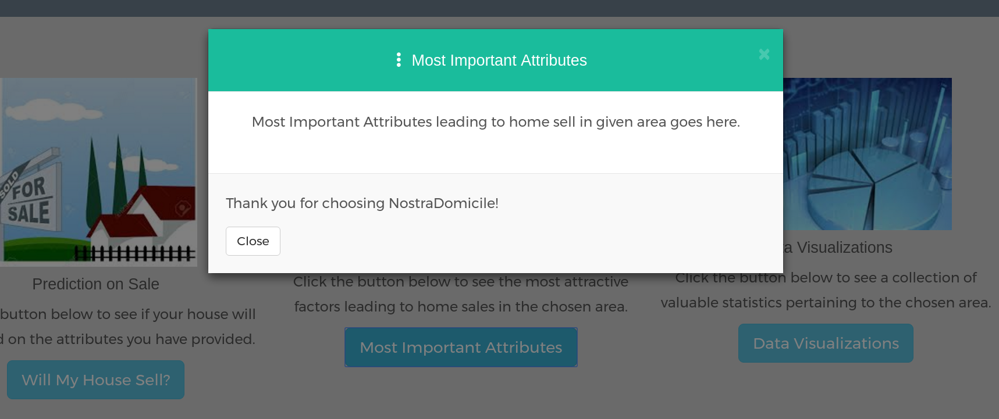 Most Important Attributes
×
Most Important Attributes leading to home sell in given area goes here.
Thank you for choosing NostraDomicile!
Close
SOLD
FOR
SALE
Prediction on Sale
button below to see if your house will
on the attributes you have provided.
Will My House Sell?
Click the button below to see the most attractive
factors leading to home sales in the chosen area.
Most Important Attributes
Visualizations
Click the button below to see a collection of
valuable statistics pertaining to the chosen area.
Data Visualizations